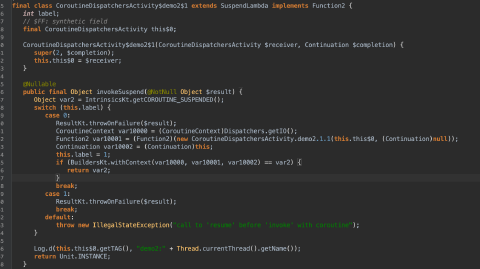 final class CoroutineDispatchersActivity$demo2$1 extends SuspendLambda implements Function2 {
int label;
// $FF: synthetic field
final CoroutineDispatchersActivity this$0;
CoroutineDispatchersActivity$demo2$1(CoroutineDispatchersActivity $receiver, Continuation $completion) {
super(2, $completion);
this.this$0 = $receiver;
}
@Nullable
public final Object invokeSuspend(@NotNull Object $result) {
Object var2 = IntrinsicsKt.getCOROUTINE_SUSPENDED();
switch (this.label) {
case 0:
ResultKt.throwOnFailure($result);
CoroutineContext var10000 = (CoroutineContext)Dispatchers.getIO();
Function2 var10001 = (Function2)(new CoroutineDispatchersActivity.demo2.1.1(this.this$0, (Continuation)null));
Continuation var10002 = (Continuation)this;
this.label = 1;
if (BuildersKt.withContext(var10000, var10001, var10002) == var2) {
return var2;
}
break;
case 1:
ResultKt.throwOnFailure($result);
break;
default:
throw new IllegalStateException("call to 'resume' before 'invoke' with coroutine");
}
Log.d(this.this$0.getTAG(), "demo2:" + Thread.currentThread().getName());
return Unit.INSTANCE;
}